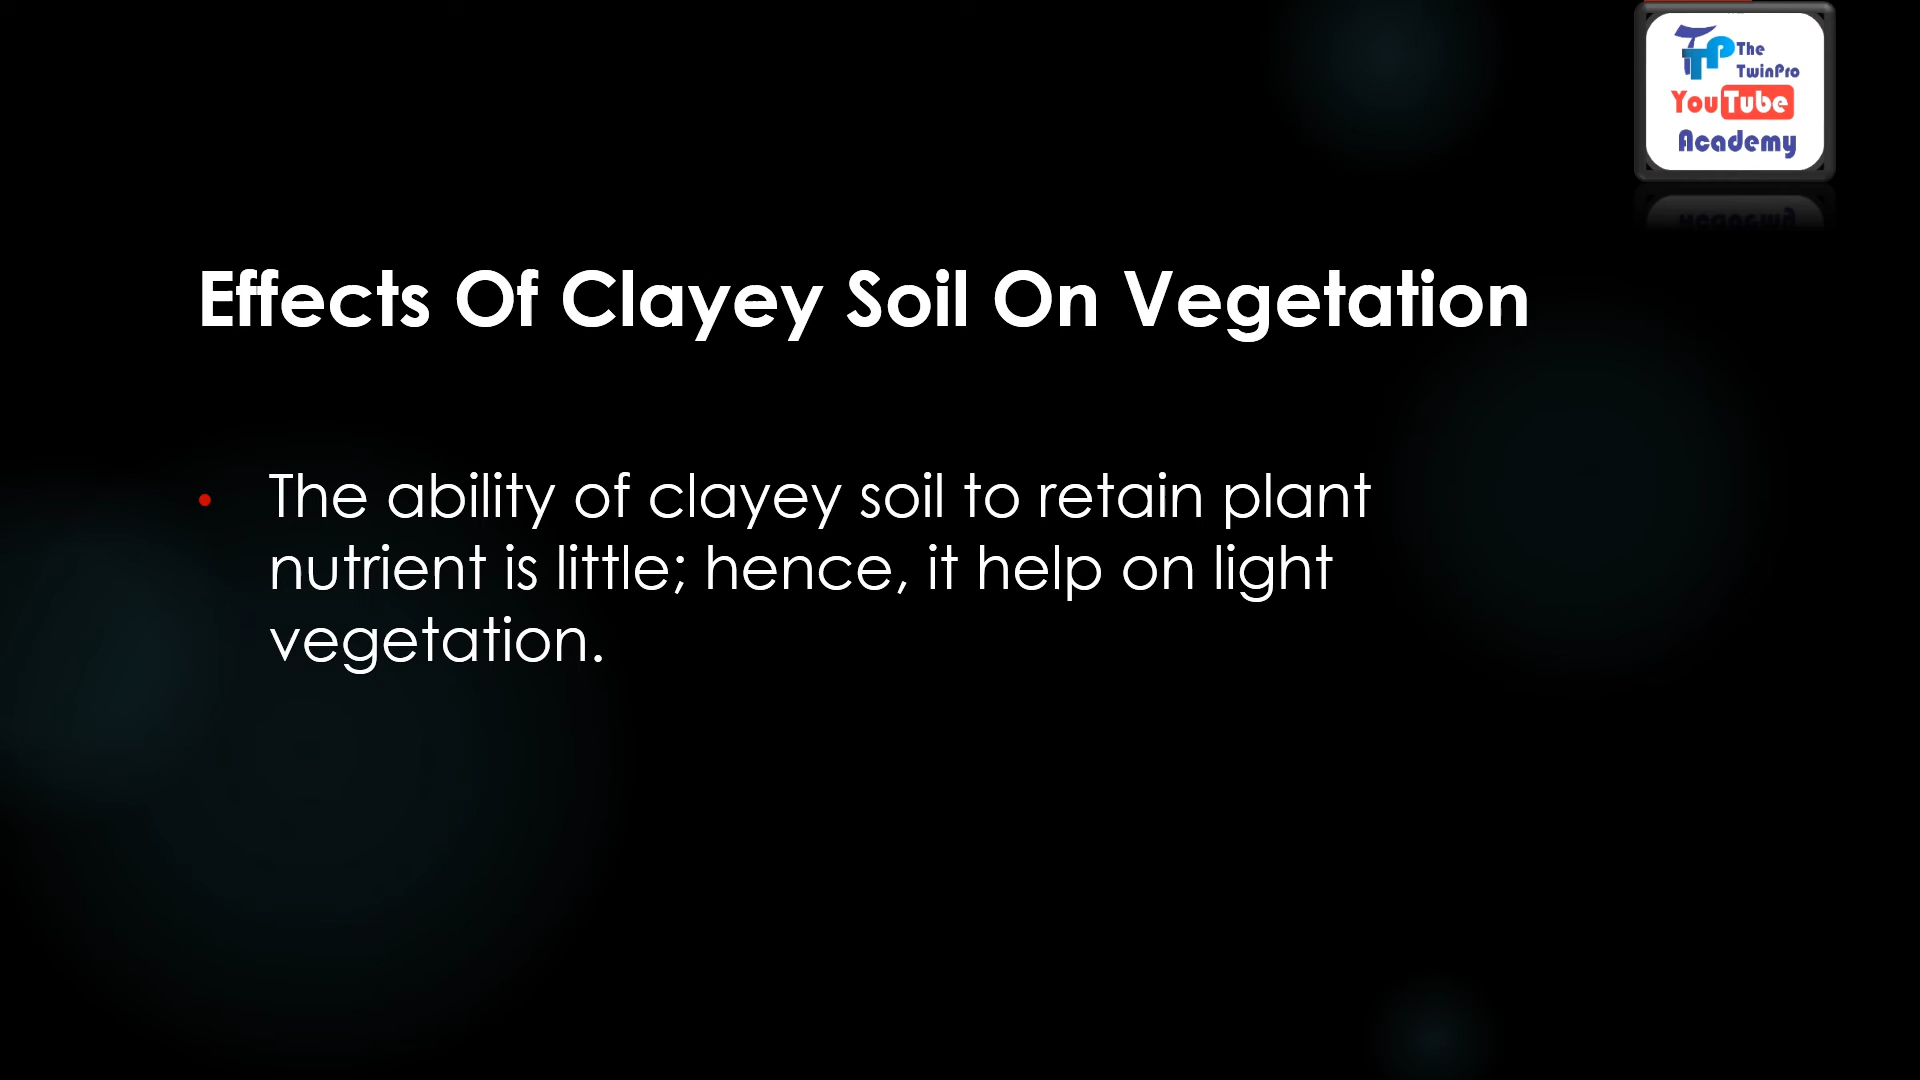 The
TwinPro
YouTube
Academy
Effects Of Clayey Soil On Vegetation
• The ability of clayey soil to retain plant
nutrient is little; hence, it help on light
vegetation.